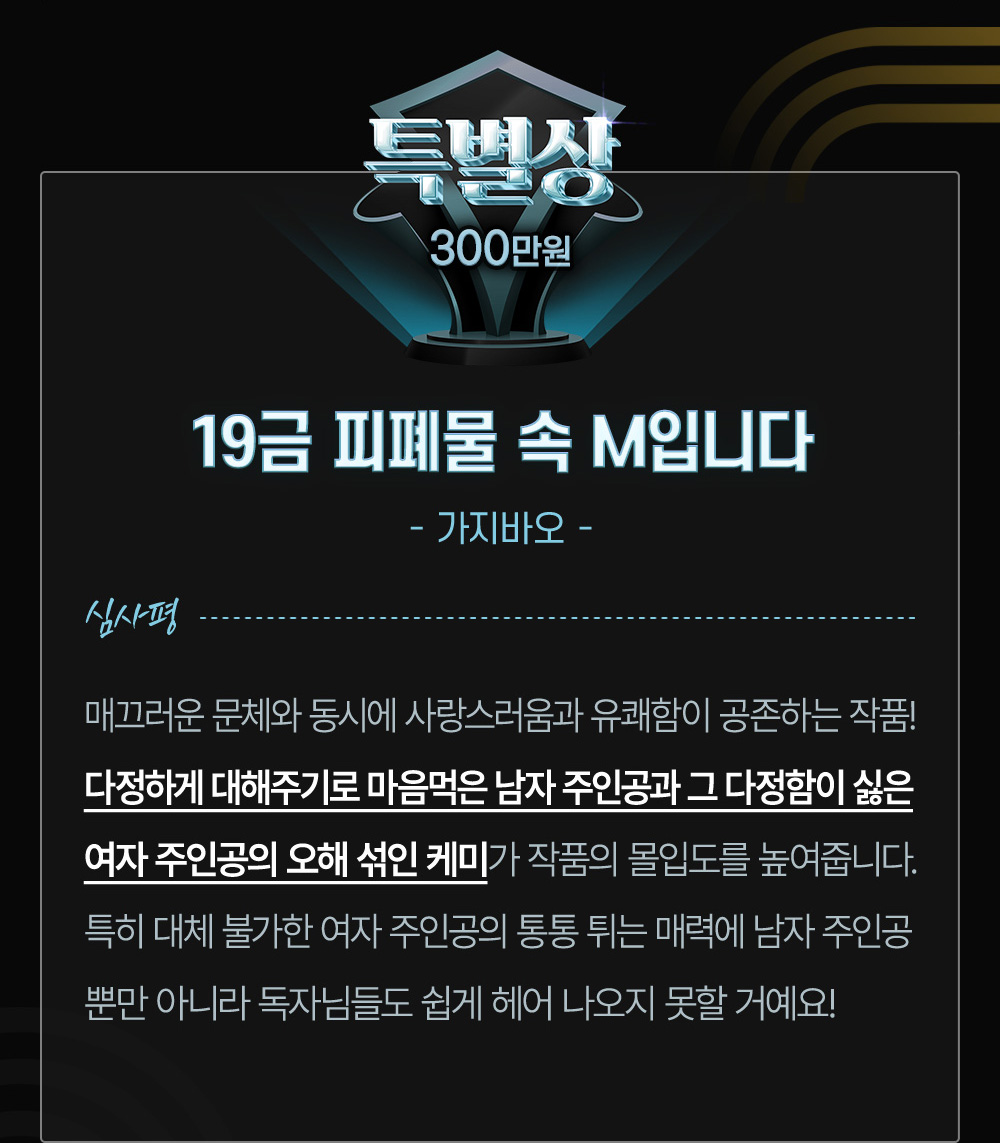 특별상
300만원
19금 피폐물 속 M입니다
- 가지바오 -
심사평
매끄러운 문체와 동시에 사랑스러움과 유쾌함이 공존하는 작품!
다정하게 대해주기로 마음먹은 남자 주인공과 그 다정함이 싫은
여자 주인공의 오해 섞인 케미가 작품의 몰입도를 높여줍니다.
특히 대체 불가한 여자 주인공의 통통 튀는 매력에 남자 주인공
뿐만 아니라 독자님들도 쉽게 헤어 나오지 못할 거예요!